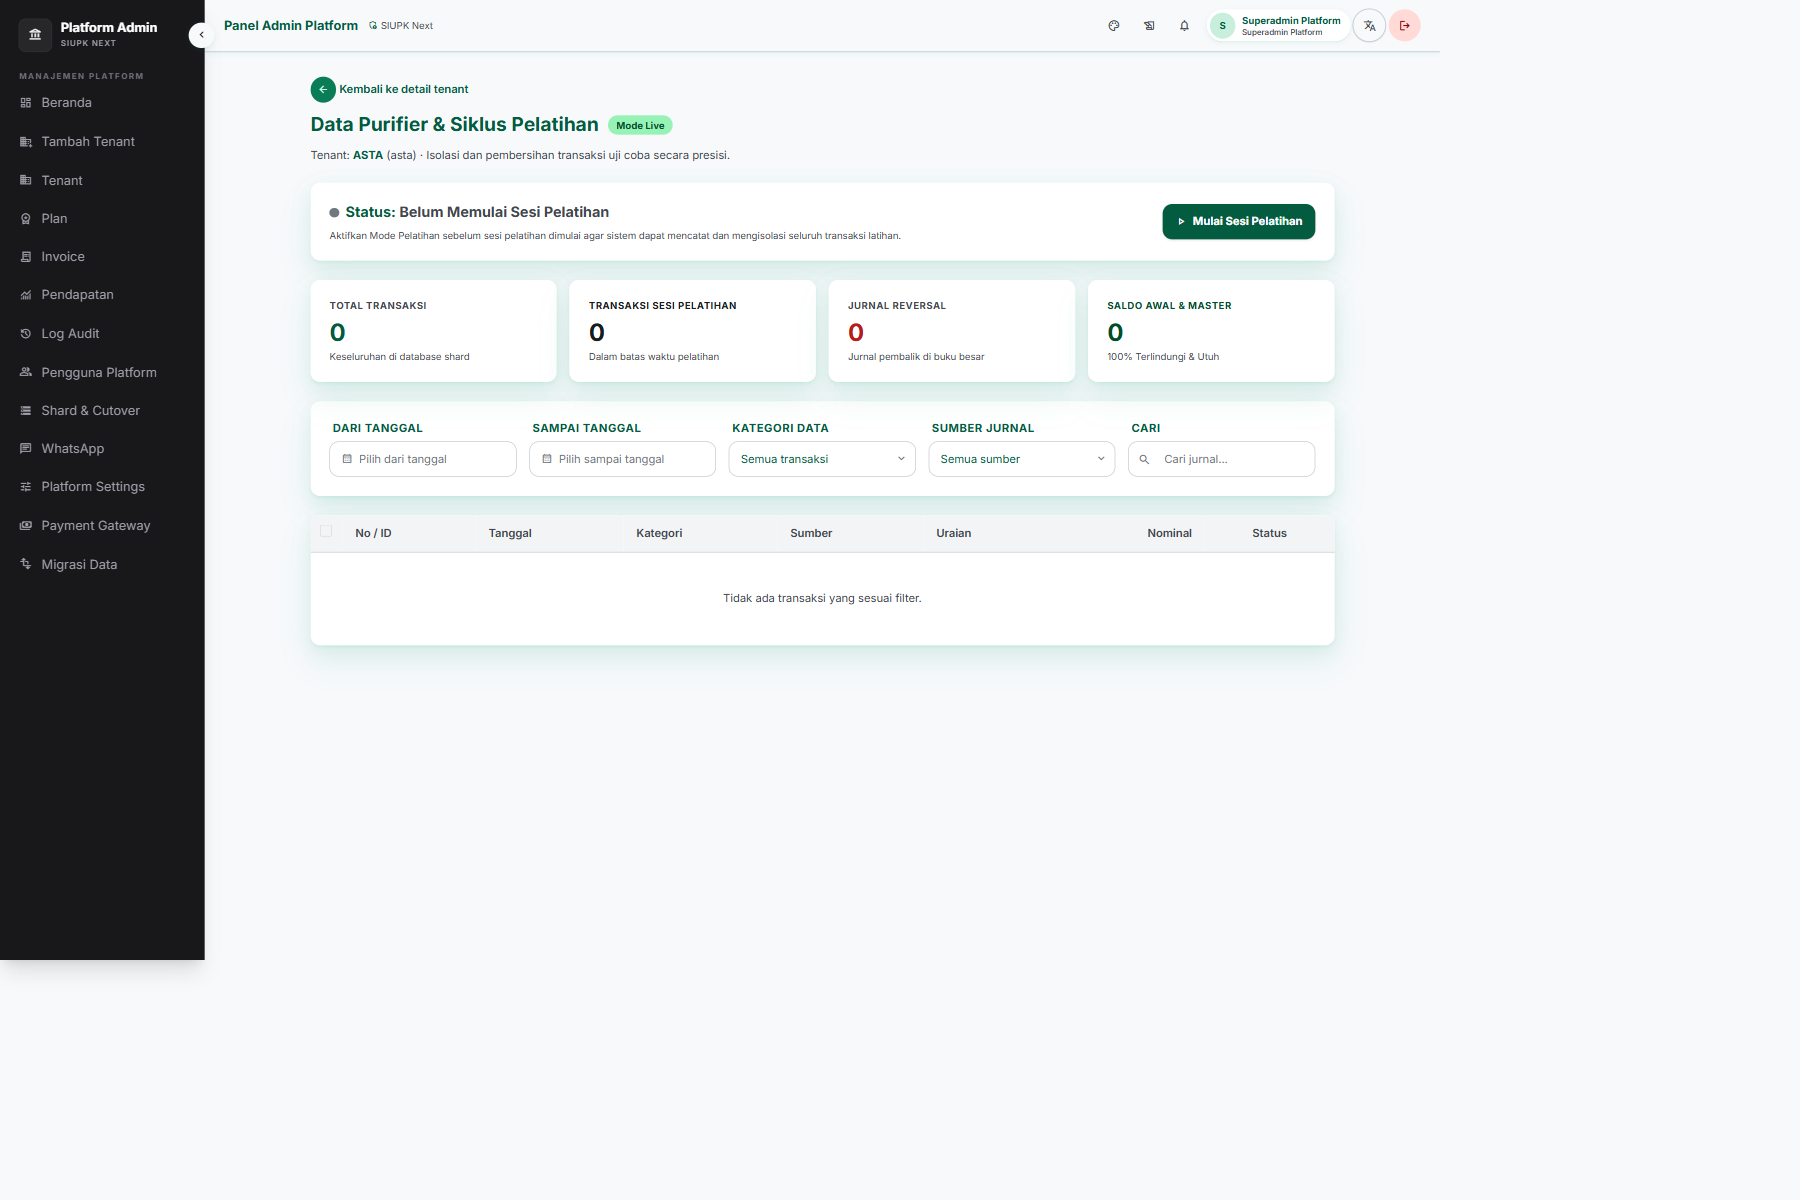 Platform Admin
SIUPK NEXT
MANAJEMEN PLATFORM
Beranda
Tambah Tenant
Tenant
Plan
Invoice
Pendapatan
Log Audit
Pengguna Platform
Shard & Cutover
WhatsApp
Platform Settings
Payment Gateway
Migrasi Data
Panel Admin Platform
SIUPK Next
S
Superadmin Platform
Superadmin Platform
Kembali ke detail tenant
Data Purifier & Siklus Pelatihan
Mode Live
Tenant: ASTA (asta) · Isolasi dan pembersihan transaksi uji coba secara presisi.
Status: Belum Memulai Sesi Pelatihan
Aktifkan Mode Pelatihan sebelum sesi pelatihan dimulai agar sistem dapat mencatat dan mengisolasi seluruh transaksi latihan.
Mulai Sesi Pelatihan
TOTAL TRANSAKSI
0
Keseluruhan di database shard
TRANSAKSI SESI PELATIHAN
0
Dalam batas waktu pelatihan
JURNAL REVERSAL
0
Jurnal pembalik di buku besar
SALDO AWAL & MASTER
0
100% Terlindungi & Utuh
DARI TANGGAL
Pilih dari tanggal
SAMPAI TANGGAL
Pilih sampai tanggal
KATEGORI DATA
Semua transaksi
SUMBER JURNAL
Semua sumber
CARI
Cari jurnal...
No / ID Tanggal Kategori Sumber Uraian Nominal Status
Tidak ada transaksi yang sesuai filter.